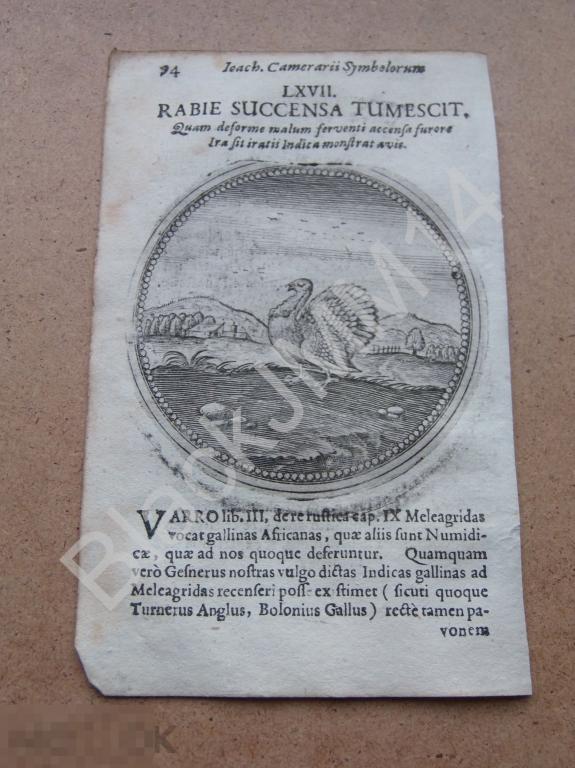 94 Ioach. Camerarii Symbolorum
LXVII.
RABIE SUCCENSA TUMESCIT.
Quam deforme malum ferventi accensa furore
Ira sit iratis Indica monstrat avis.
VARRO lib. III, de re rustica cap. IX Meleagridas
vocat gallinas Africanas, quæ aliis sunt Numidi-
cæ, quæ ad nos quoque deferuntur. Quamquam
verò Gesnerus nostras vulgo dictas Indicas gallinas ad
Meleagridas recenseri posse existimet ( sicuti quoque
Turnerus Anglus, Bolonius Gallus ) rectè tamen pa-
vonem
BlackJMM14